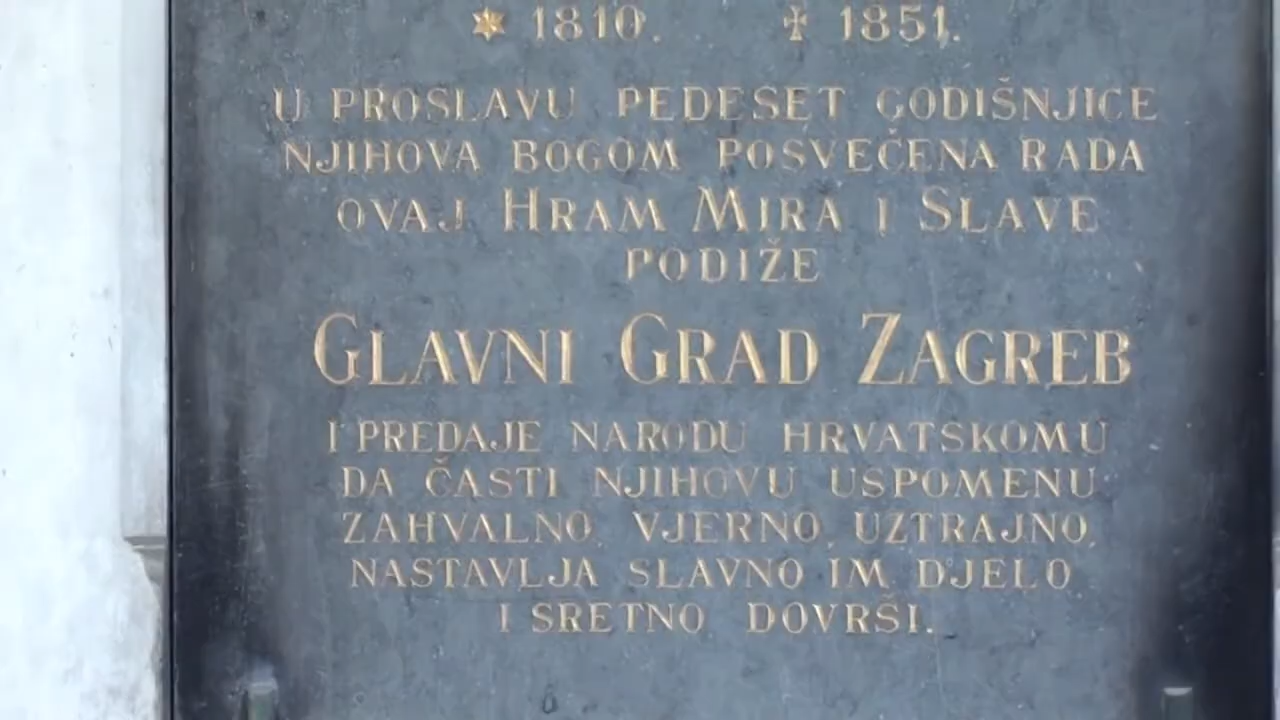 ✶ 1810. ✝ 1851.
U PROSLAVU PEDESET GODIŠNJICE
NJIHOVA BOGOM POSVEČENA RADA
OVAJ HRAM MIRA I SLAVE
PODIŽE
GLAVNI GRAD ZAGREB
I PREDAJE NARODU HRVATSKOMU
DA ČASTI NJIHOVU USPOMENU
ZAHVALNO, VJERNO, UZTRAJNO,
NASTAVLJA SLAVNO IM DJELO
I SRETNO DOVRŠI.